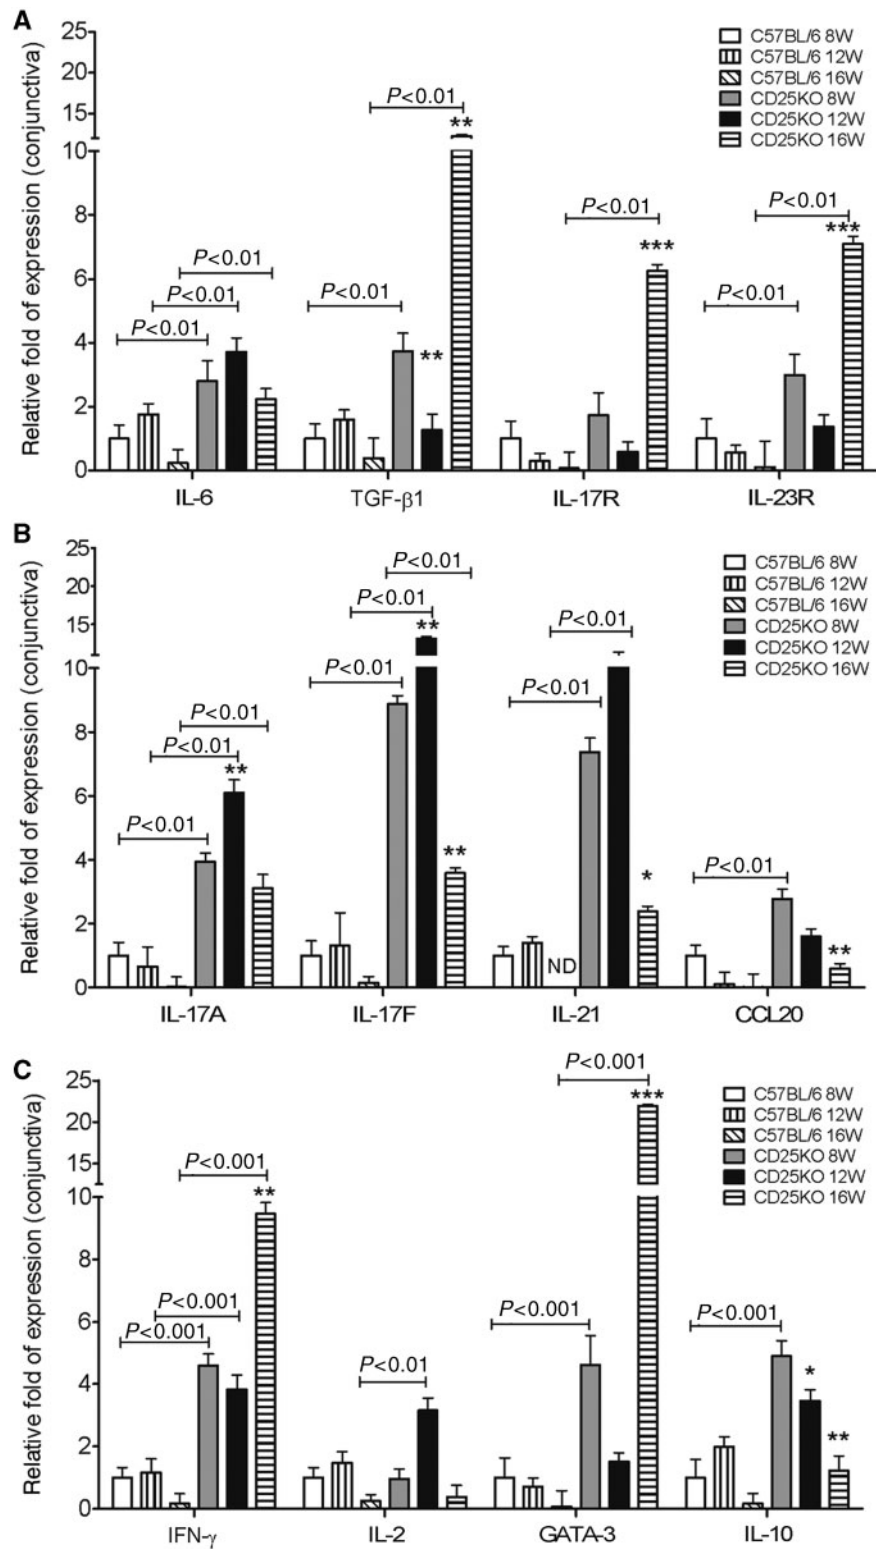 A
Relative fold of expression (conjunctiva)
25
20
15
10
8
6
4
2
0
C57BL/6 8W
C57BL/6 12W
C57BL/6 16W
CD25KO 8W
CD25KO 12W
CD25KO 16W
P<0.01
**
P<0.01
***
P<0.01
***
P<0.01
P<0.01
P<0.01
P<0.01
P<0.01
**
IL-6
TGF-β1
IL-17R
IL-23R
B
Relative fold of expression (conjunctiva)
25
20
15
10
8
6
4
2
0
C57BL/6 8W
C57BL/6 12W
C57BL/6 16W
CD25KO 8W
CD25KO 12W
CD25KO 16W
P<0.01
P<0.01
**
P<0.01
P<0.01
P<0.01
P<0.01
P<0.01
**
P<0.01
**
*
ND
P<0.01
**
IL-17A
IL-17F
IL-21
CCL20
C
Relative fold of expression (conjunctiva)
25
20
15
10
8
6
4
2
0
C57BL/6 8W
C57BL/6 12W
C57BL/6 16W
CD25KO 8W
CD25KO 12W
CD25KO 16W
P<0.001
***
P<0.001
**
P<0.001
P<0.001
P<0.01
P<0.001
P<0.001
*
**
IFN-γ
IL-2
GATA-3
IL-10